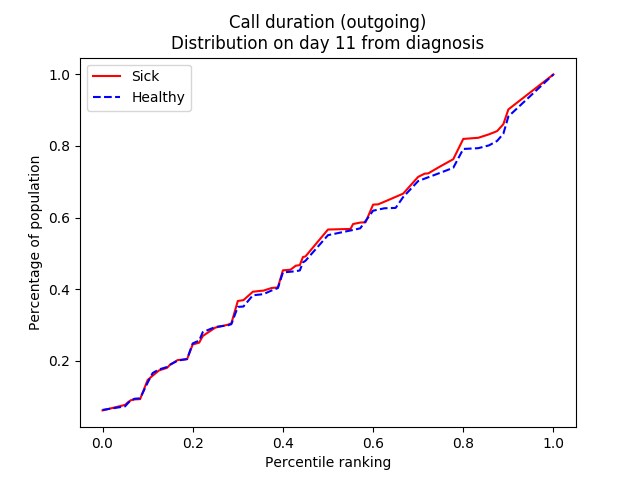 Call duration (outgoing)
Distribution on day 11 from diagnosis
Sick
Healthy
1.0
0.8
0.6
0.4
0.2
Percentage of population
0.0 0.2 0.4 0.6 0.8 1.0
Percentile ranking